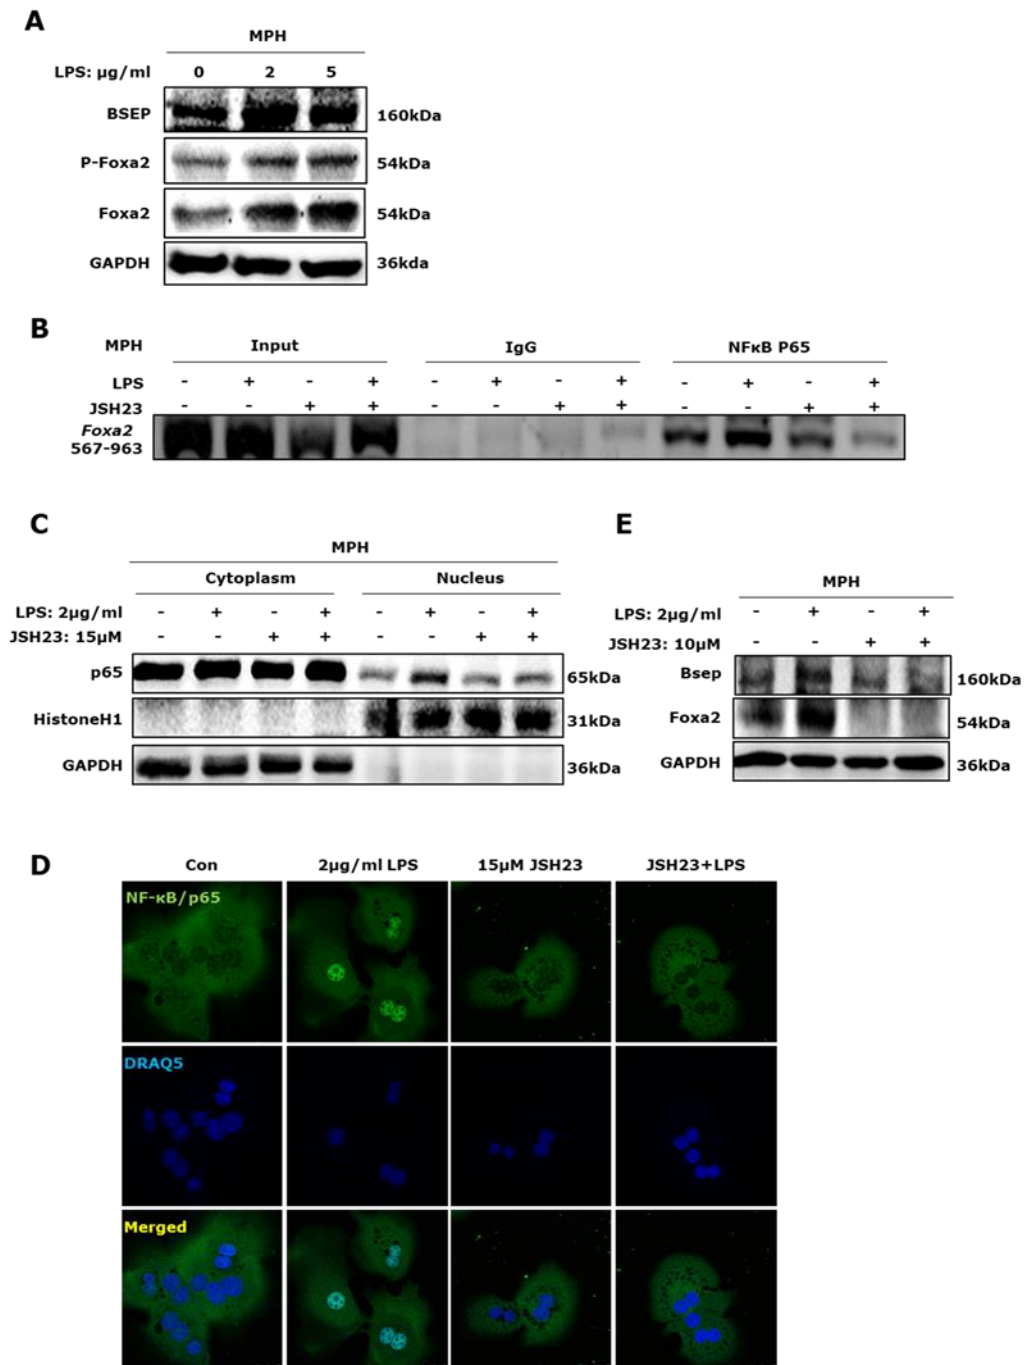 A
MPH
LPS: µg/ml 0 2 5
BSEP 160kDa
P-Foxa2 54kDa
Foxa2 54kDa
GAPDH 36kda
B
MPH Input IgG NFκB P65
LPS - + - + - + - + - + - +
JSH23 - - + + - - + + - - + +
Foxa2
567-963
C
MPH
Cytoplasm Nucleus
LPS: 2µg/ml - + - + - + - +
JSH23: 15µM - - + + - - + +
p65 65kDa
HistoneH1 31kDa
GAPDH 36kDa
E
MPH
LPS: 2µg/ml - + - +
JSH23: 10µM - - + +
Bsep 160kDa
Foxa2 54kDa
GAPDH 36kDa
D
Con 2µg/ml LPS 15µM JSH23 JSH23+LPS
NF-κB/p65
DRAQ5
Merged